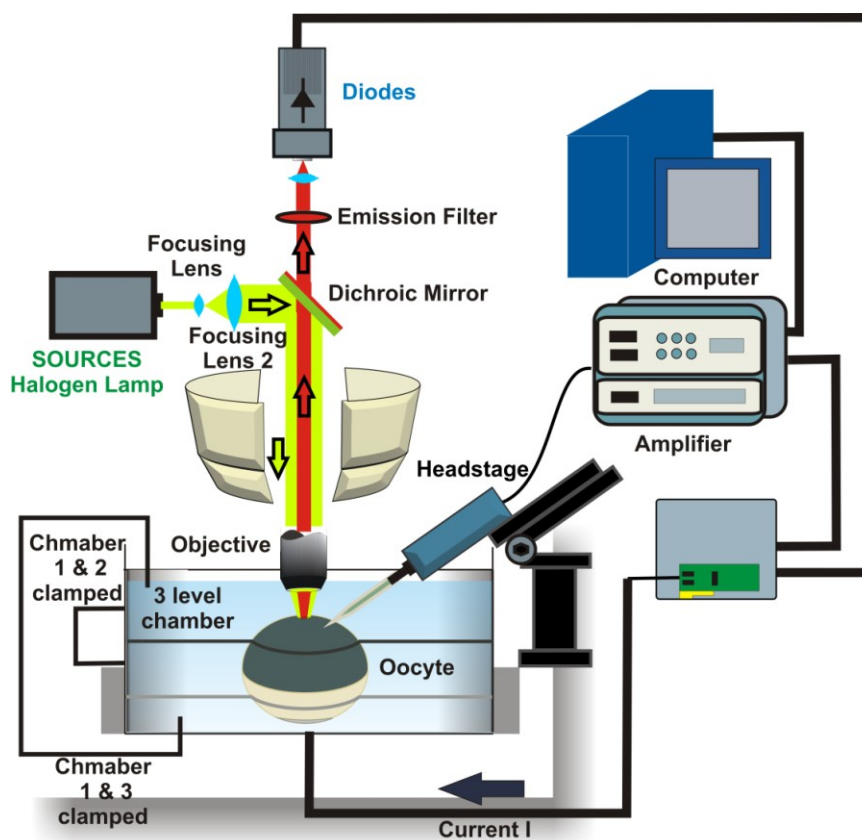 Diodes
Emission Filter
Focusing
Lens
Dichroic Mirror
Computer
Focusing
Lens 2
SOURCES
Halogen Lamp
Amplifier
Headstage
Objective
Chmaber
1 & 2
clamped
3 level
chamber
Oocyte
Chmaber
1 & 3
clamped
Current I